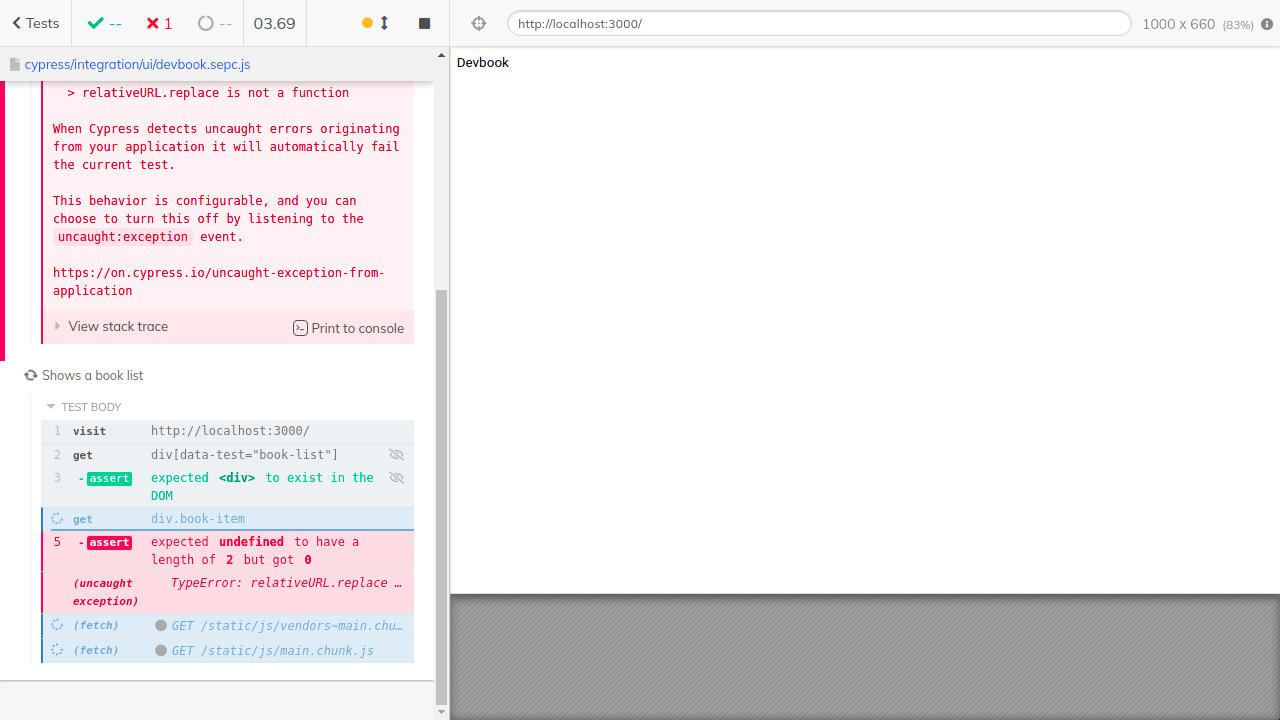 Tests -- 1 -- 03.69 http://localhost:3000/ 1000 x 660 (83%)
cypress/integration/ui/devbook.sepc.js
Devbook
> relativeURL.replace is not a function
When Cypress detects uncaught errors originating
from your application it will automatically fail
the current test.
This behavior is configurable, and you can
choose to turn this off by listening to the
uncaught:exception event.
https://on.cypress.io/uncaught-exception-from-
application
View stack trace Print to console
Shows a book list
TEST BODY
1 visit http://localhost:3000/
2 get div[data-test="book-list"]
3 -assert expected <div> to exist in the
DOM
get div.book-item
5 -assert expected undefined to have a
length of 2 but got 0
(uncaught TypeError: relativeURL.replace …
exception)
(fetch) GET /static/js/vendors~main.chu…
(fetch) GET /static/js/main.chunk.js